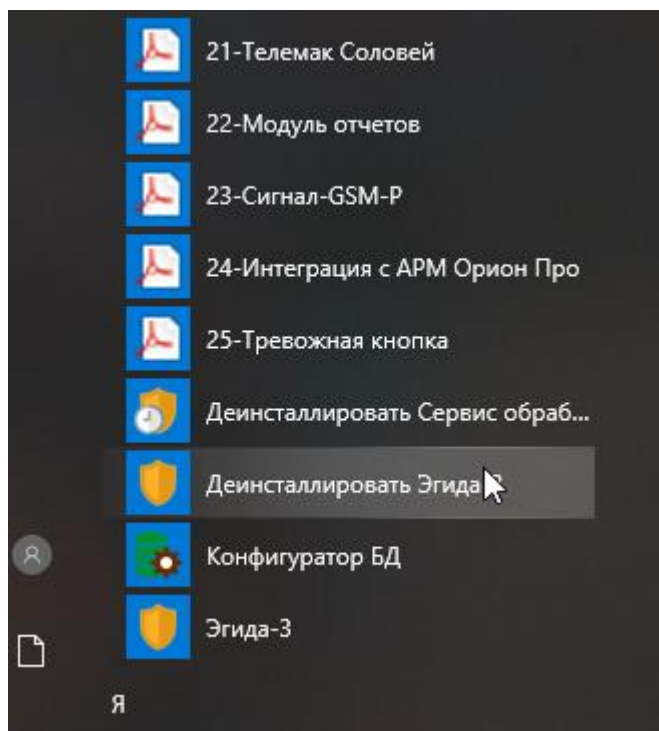 21-Телемак Соловей
22-Модуль отчетов
23-Сигнал-GSM-Р
24-Интеграция с АРМ Орион Про
25-Тревожная кнопка
Деинсталлировать Сервис обраб...
Деинсталлировать Эгида
Конфигуратор БД
Эгида-3
Я